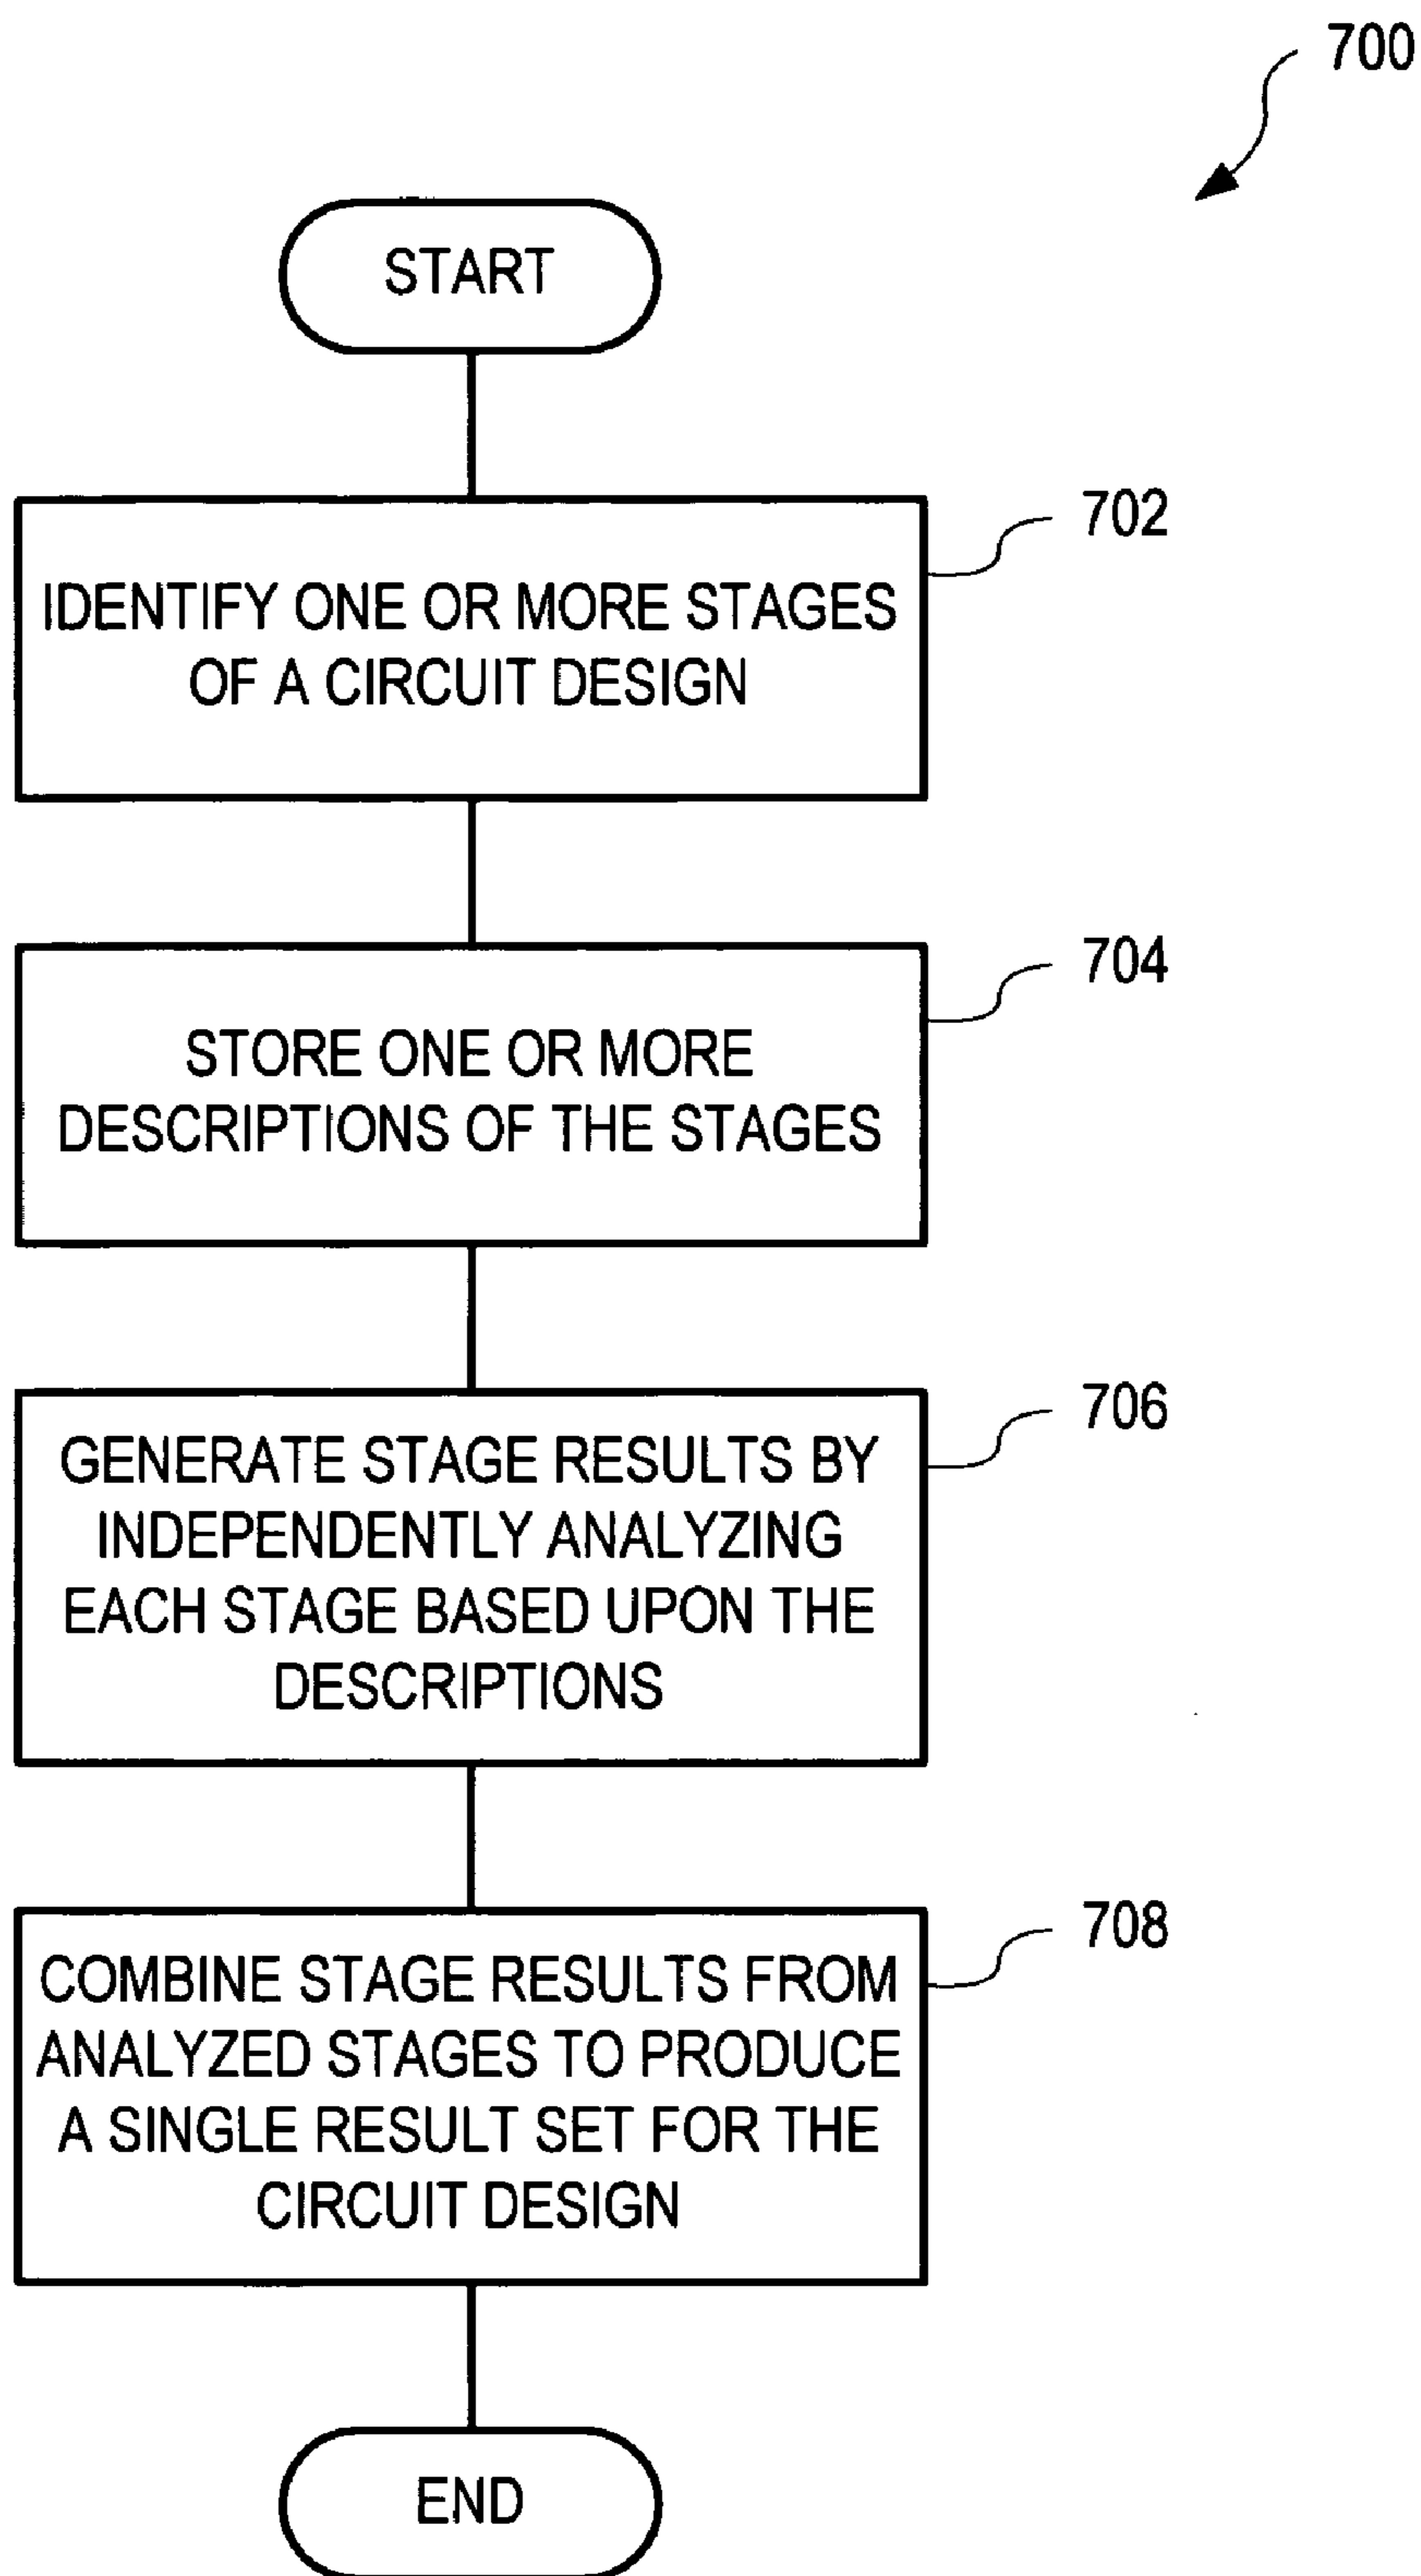 700
START
702
IDENTIFY ONE OR MORE STAGES
OF A CIRCUIT DESIGN
704
STORE ONE OR MORE
DESCRIPTIONS OF THE STAGES
706
GENERATE STAGE RESULTS BY
INDEPENDENTLY ANALYZING
EACH STAGE BASED UPON THE
DESCRIPTIONS
708
COMBINE STAGE RESULTS FROM
ANALYZED STAGES TO PRODUCE
A SINGLE RESULT SET FOR THE
CIRCUIT DESIGN
END